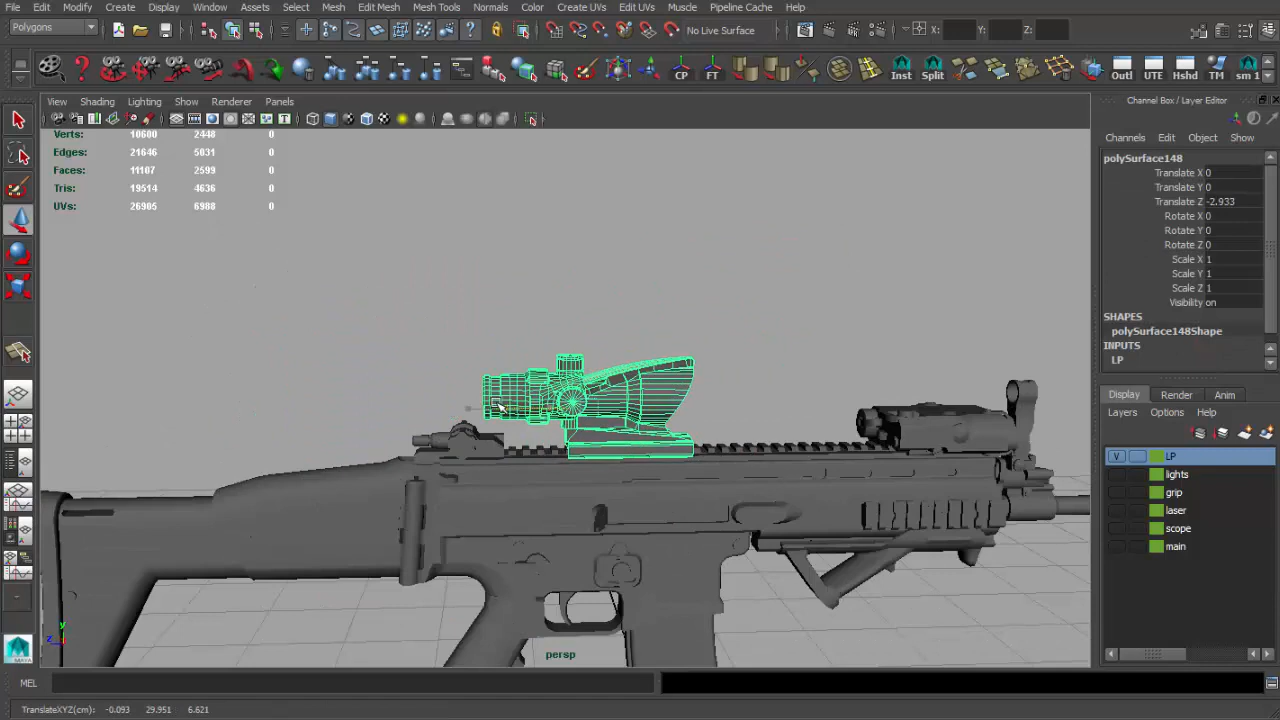 File Edit Modify Create Display Window Assets Select Mesh Edit Mesh Mesh Tools Normals Color Create UVs Edit UVs Muscle Pipeline Cache Help
Polygons No Live Surface X: Y: Z:
CP FT Inst Split Outl UTE Hshd TM sm 1
View Shading Lighting Show Renderer Panels
Channel Box / Layer Editor
Verts: 10600 2448 0
Edges: 21646 5031 0
Faces: 11107 2599 0
Tris: 19514 4636 0
UVs: 26905 6988 0
Channels Edit Object Show
polySurface148
Translate X 0
Translate Y 0
Translate Z -2.933
Rotate X 0
Rotate Y 0
Rotate Z 0
Scale X 1
Scale Y 1
Scale Z 1
Visibility on
SHAPES
polySurface148Shape
INPUTS
LP
Display Render Anim
Layers Options Help
V LP
lights
grip
laser
scope
main
y
z
persp
MAYA
MEL
TranslateXYZ(cm): -0.093 29.951 6.621